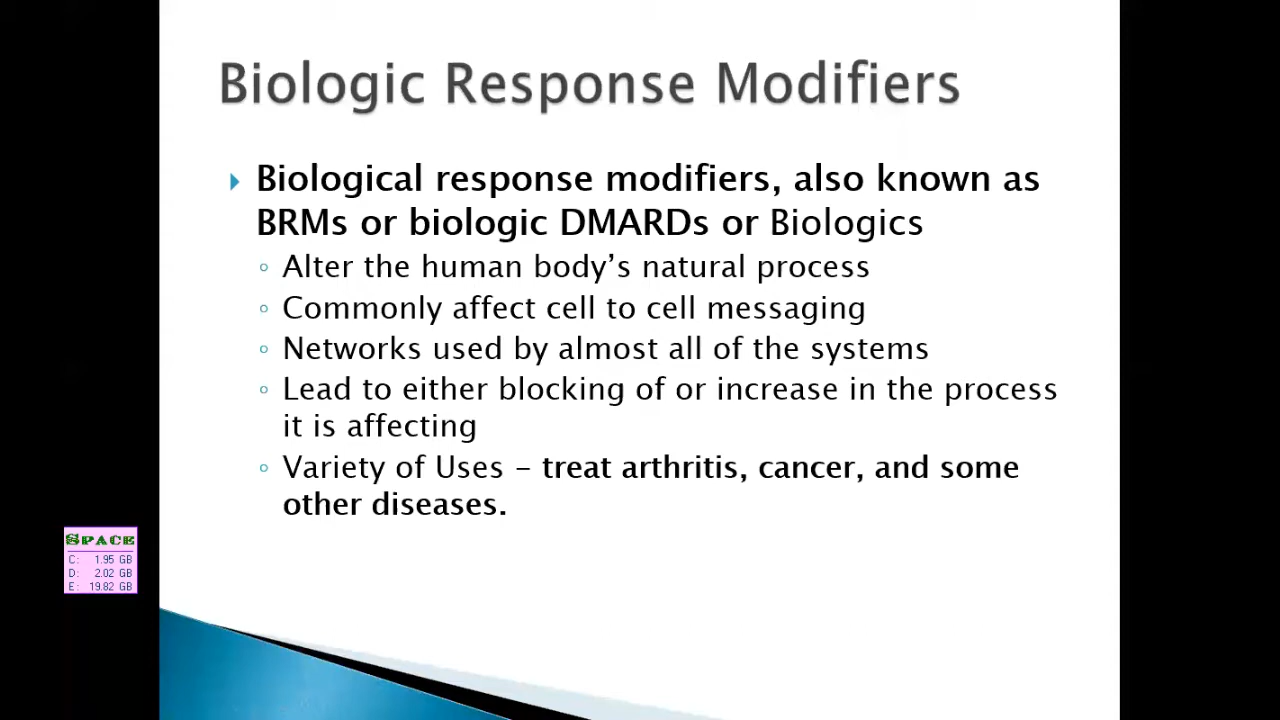 Biologic Response Modifiers
Biological response modifiers, also known as
BRMs or biologic DMARDs or Biologics
Alter the human body's natural process
Commonly affect cell to cell messaging
Networks used by almost all of the systems
Lead to either blocking of or increase in the process
it is affecting
Variety of Uses – treat arthritis, cancer, and some
other diseases.
SPACE
C: 1.95 GB
D: 2.02 GB
E: 19.82 GB